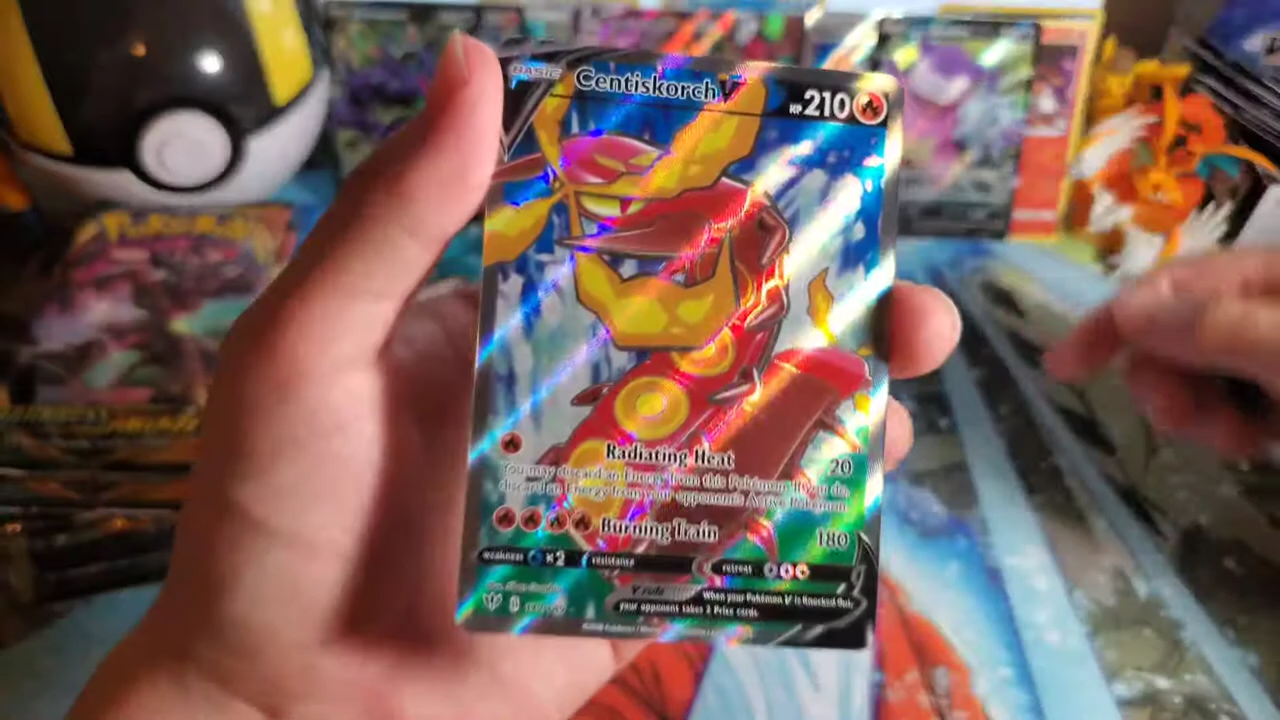 BASIC Centiskorch V HP 210
Radiating Heat 20
You may discard an Energy from this Pokémon. If you do,
discard an Energy from your opponent's Active Pokémon.
Burning Train 180
weakness ×2 resistance retreat
V rule When your Pokémon V is Knocked Out,
your opponent takes 2 Prize cards.
POKéMON